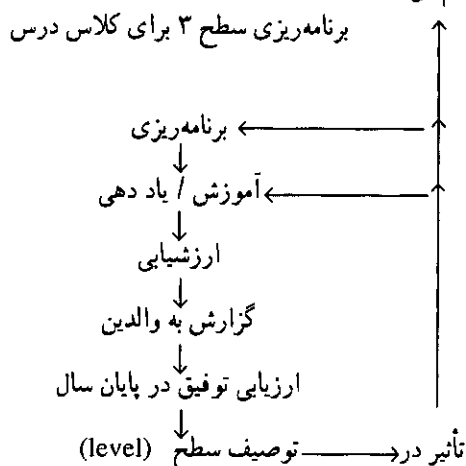 برنامه‌ریزی سطح ۳ برای کلاس درس
برنامه‌ریزی
آموزش / یاد دهی
ارزشیابی
گزارش به والدین
ارزیابی توفیق در پایان سال
توصیف سطح (level) تأثیر در